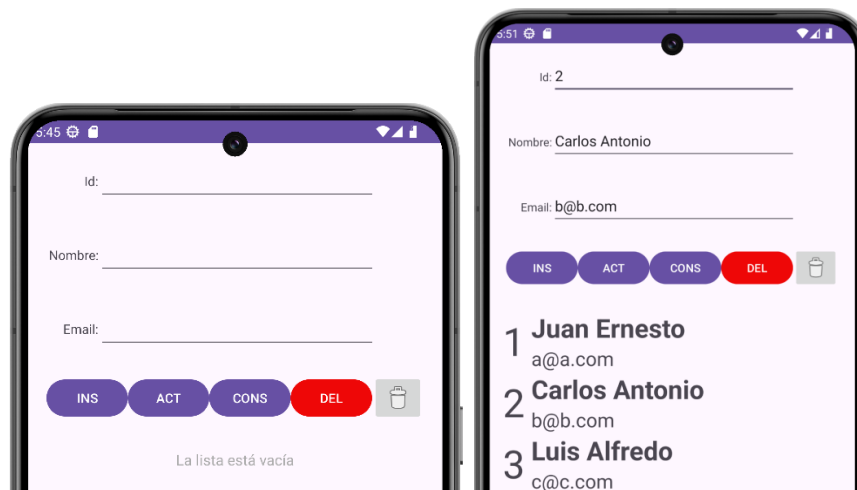 5:45
Id:
Nombre:
Email:
INS ACT CONS DEL
La lista está vacía
5:51
Id: 2
Nombre: Carlos Antonio
Email: b@b.com
INS ACT CONS DEL
1 Juan Ernesto
a@a.com
2 Carlos Antonio
b@b.com
3 Luis Alfredo
c@c.com